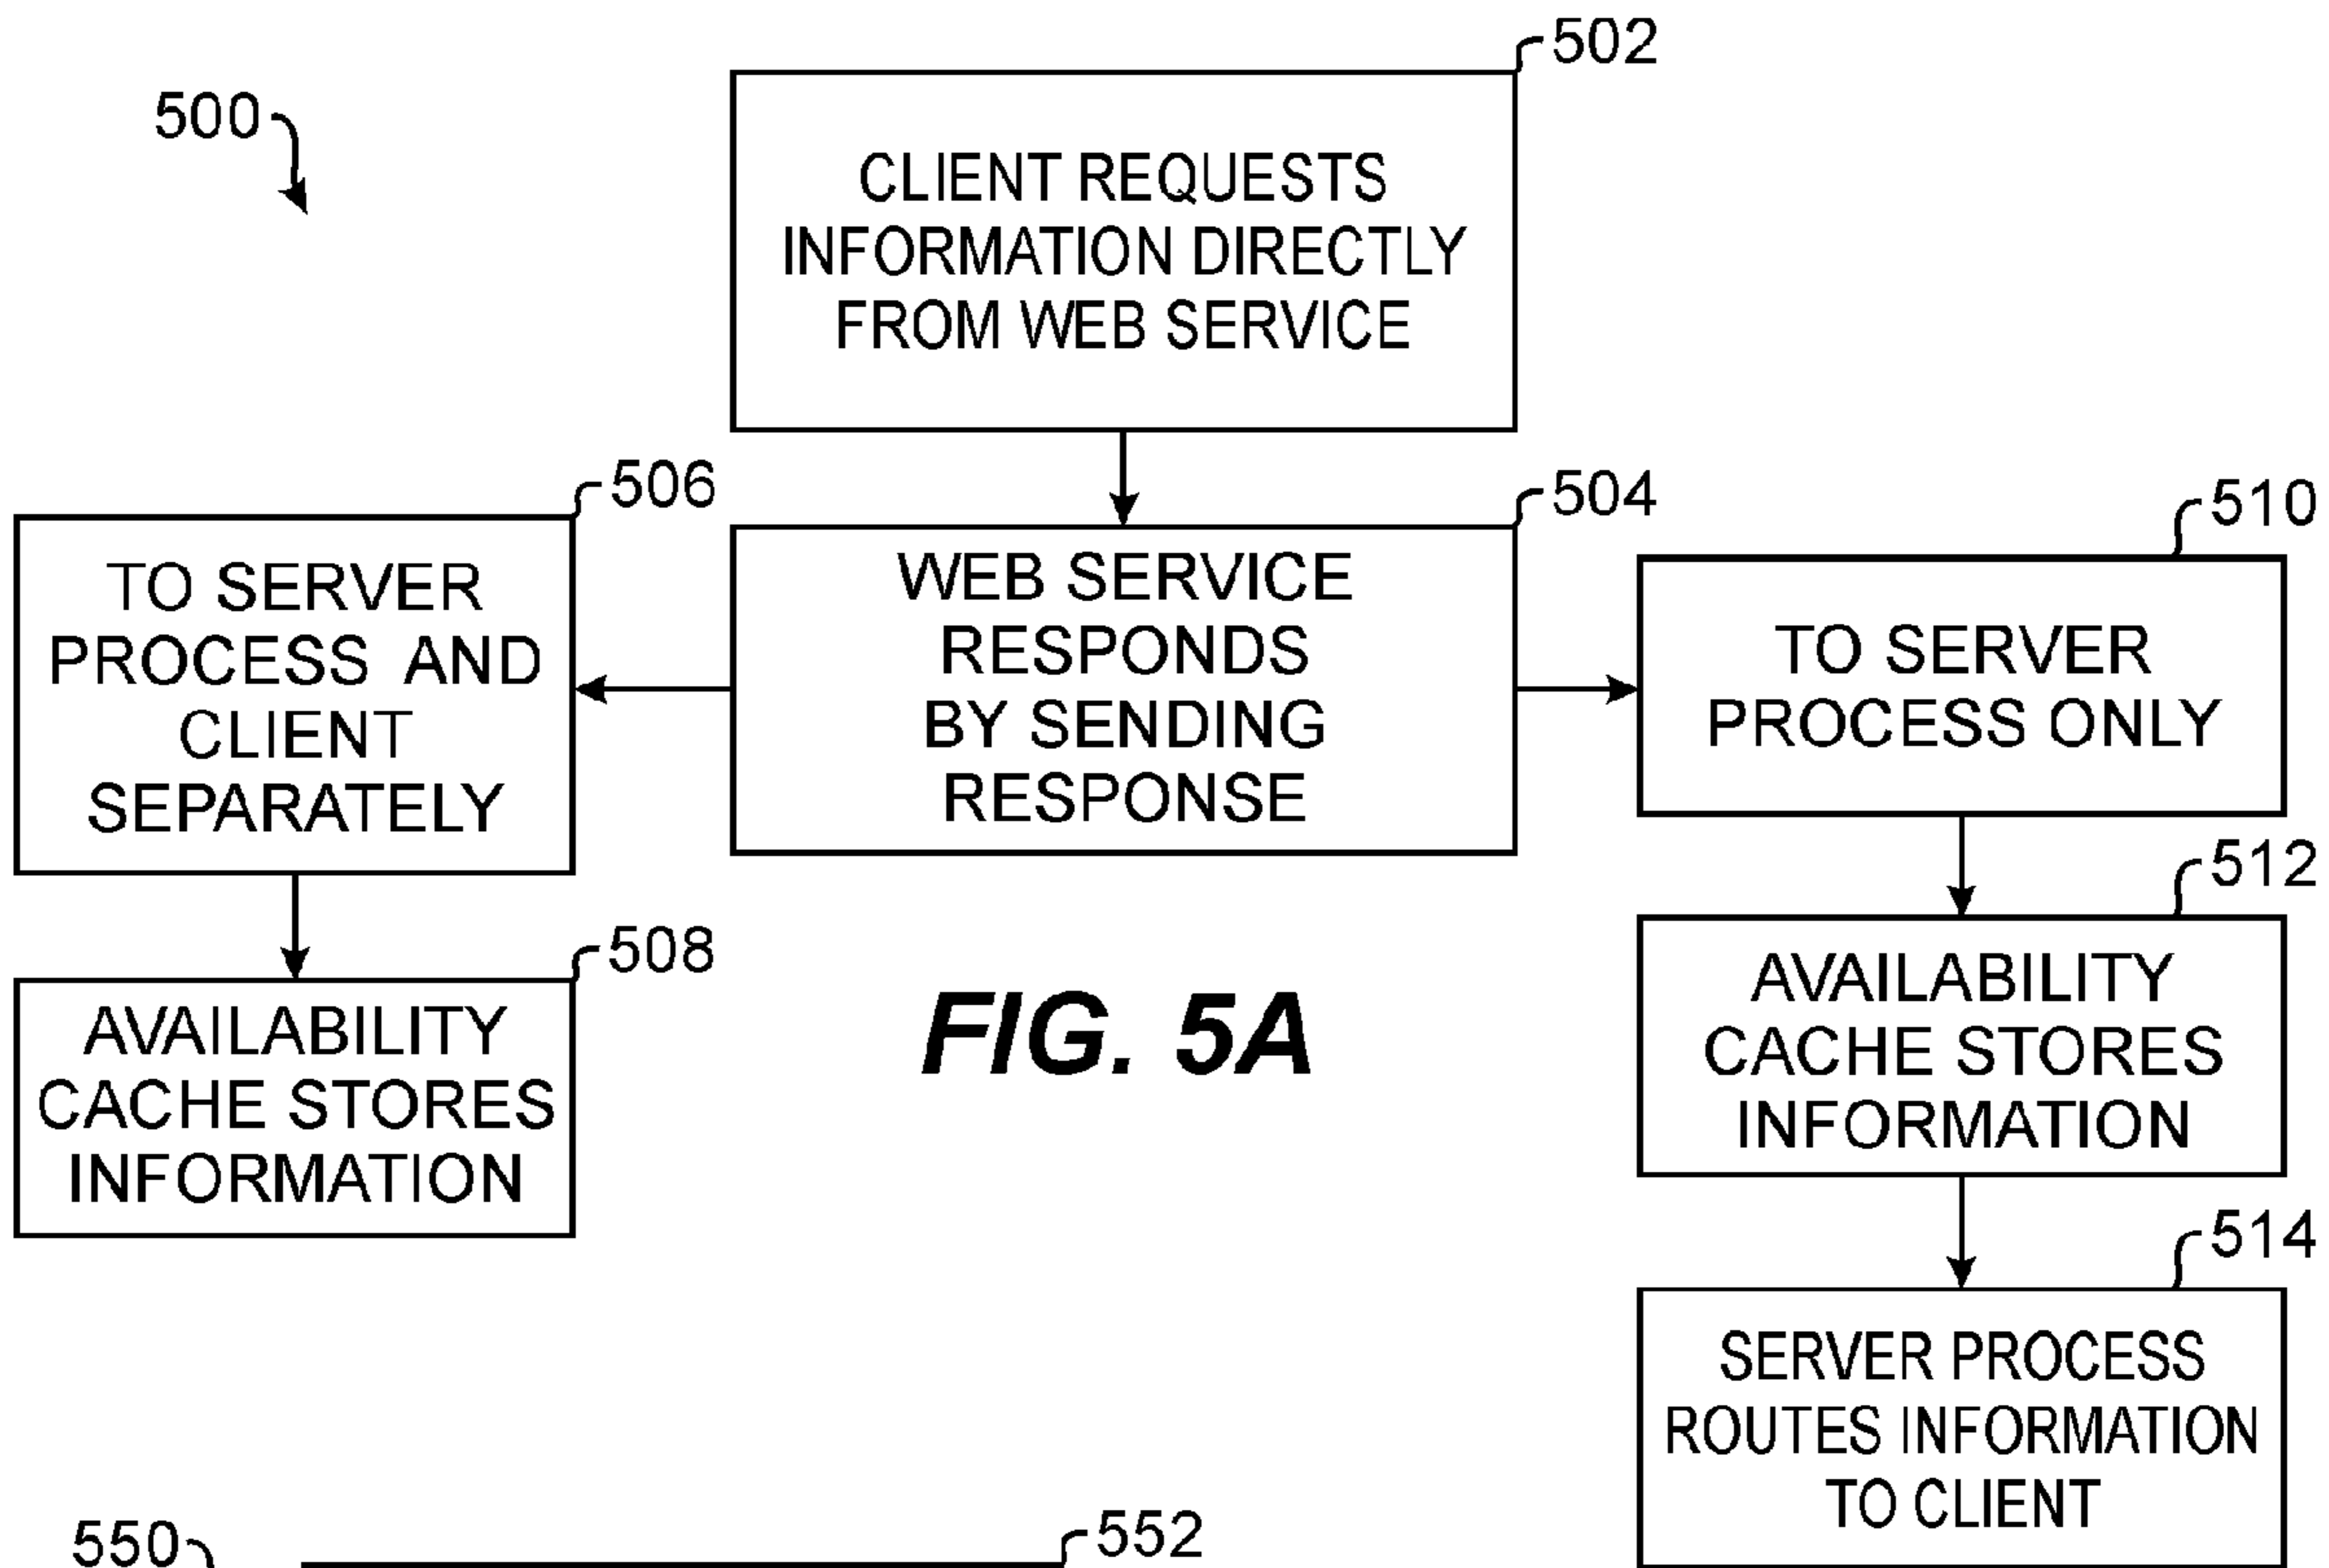 500
502
CLIENT REQUESTS
INFORMATION DIRECTLY
FROM WEB SERVICE
506
TO SERVER
PROCESS AND
CLIENT
SEPARATELY
504
WEB SERVICE
RESPONDS
BY SENDING
RESPONSE
510
TO SERVER
PROCESS ONLY
508
AVAILABILITY
CACHE STORES
INFORMATION
FIG. 5A
512
AVAILABILITY
CACHE STORES
INFORMATION
514
SERVER PROCESS
ROUTES INFORMATION
TO CLIENT
550
552